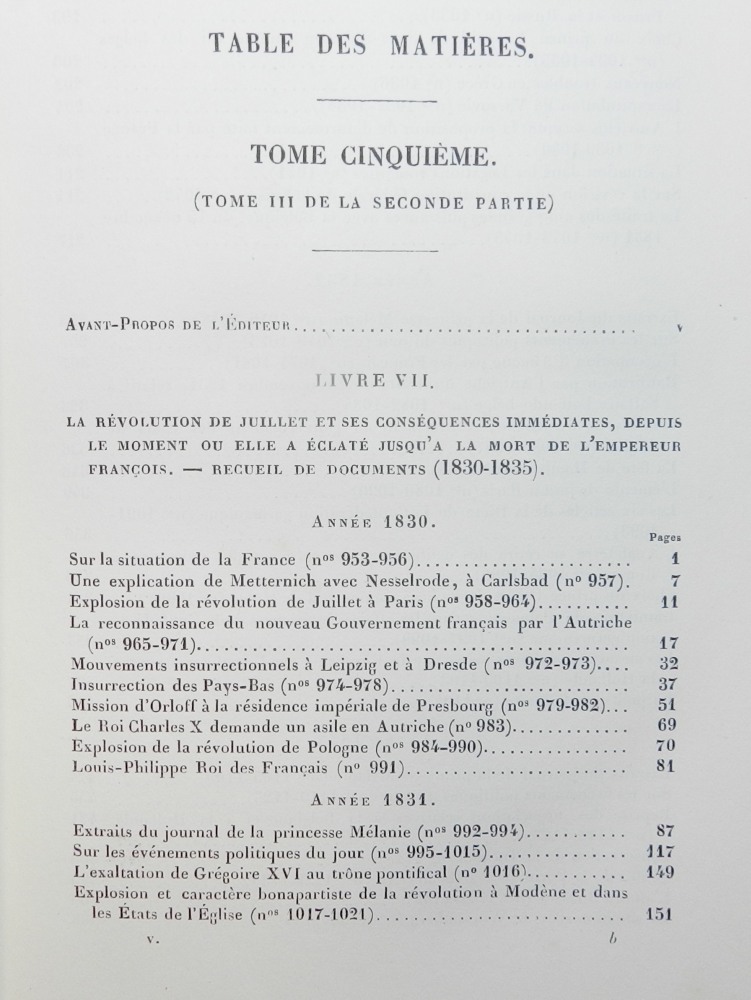 TABLE DES MATIÈRES.
TOME CINQUIÈME.
(TOME III DE LA SECONDE PARTIE)
AVANT-PROPOS DE L'ÉDITEUR.................................... v
LIVRE VII.
LA RÉVOLUTION DE JUILLET ET SES CONSÉQUENCES IMMÉDIATES, DEPUIS
LE MOMENT OU ELLE A ÉCLATÉ JUSQU'A LA MORT DE L'EMPEREUR
FRANÇOIS. — RECUEIL DE DOCUMENTS (1830-1835).
ANNÉE 1830.
Pages
Sur la situation de la France (nos 953-956)....................... 1
Une explication de Metternich avec Nesselrode, à Carlsbad (no 957). 7
Explosion de la révolution de Juillet à Paris (nos 958-964).......... 11
La reconnaissance du nouveau Gouvernement français par l'Autriche
(nos 965-971)............................................. 17
Mouvements insurrectionnels à Leipzig et à Dresde (nos 972-973).... 32
Insurrection des Pays-Bas (nos 974-978)......................... 37
Mission d'Orloff à la résidence impériale de Presbourg (nos 979-982)... 51
Le Roi Charles X demande un asile en Autriche (no 983)............ 69
Explosion de la révolution de Pologne (nos 984-990)............... 70
Louis-Philippe Roi des Français (no 991)........................ 81
ANNÉE 1831.
Extraits du journal de la princesse Mélanie (nos 992-994)........... 87
Sur les événements politiques du jour (nos 995-1015)............... 117
L'exaltation de Grégoire XVI au trône pontifical (no 1016)........... 149
Explosion et caractère bonapartiste de la révolution à Modène et dans
les États de l'Église (nos 1017-1021)........................... 151
v. b